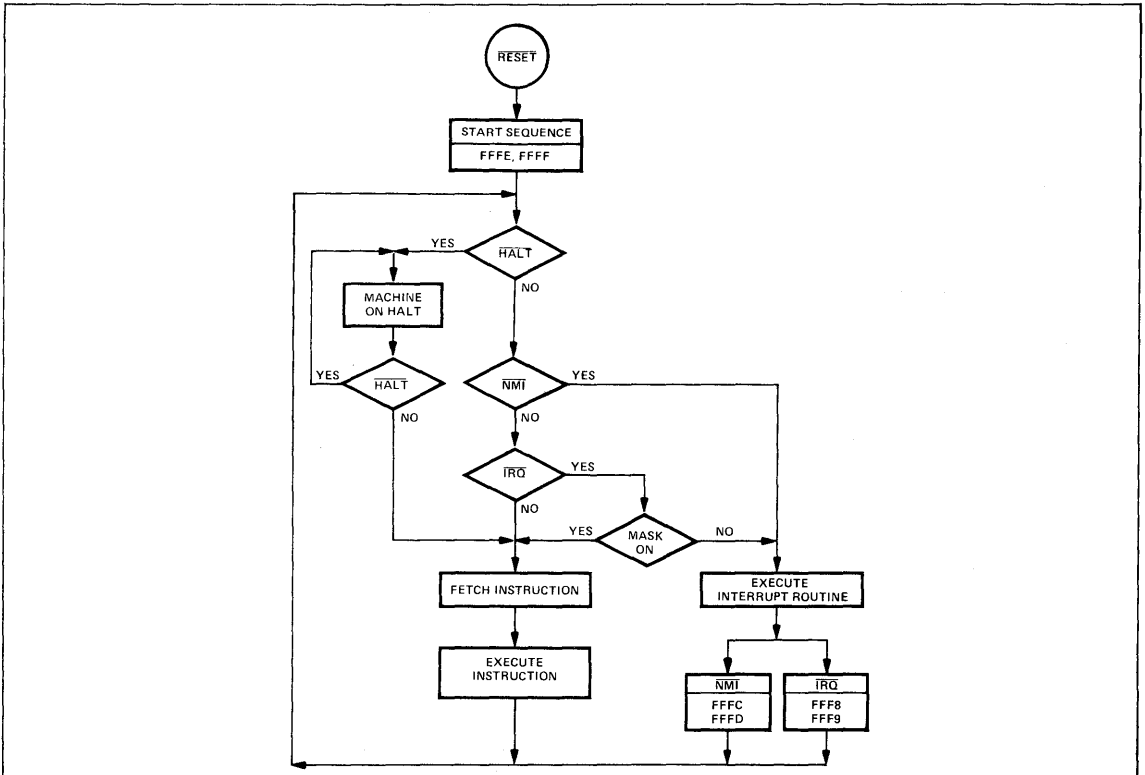 RESET
START SEQUENCE
FFFE, FFFF
YES
HALT
NO
MACHINE
ON HALT
YES
HALT
NO
NMI
YES
NO
IRQ
YES
NO
YES
MASK
ON
NO
FETCH INSTRUCTION
EXECUTE
INTERRUPT ROUTINE
EXECUTE
INSTRUCTION
NMI
FFFC
FFFD
IRQ
FFF8
FFF9